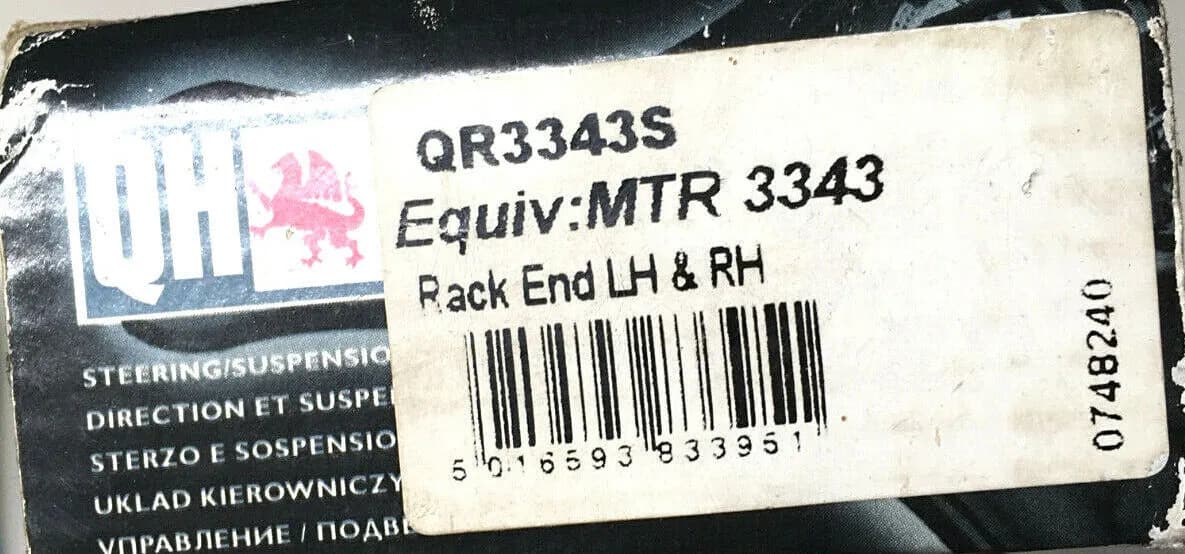 QH
QR3343S
Equiv:MTR 3343
Rack End LH & RH
5 016593 833951
0748240
STEERING/SUSPENSIO
DIRECTION ET SUSPE
STERZO E SOSPENSIO
UKLAD KIEROWNICZY
УПРАВЛЕНИЕ / ПОДВЕ